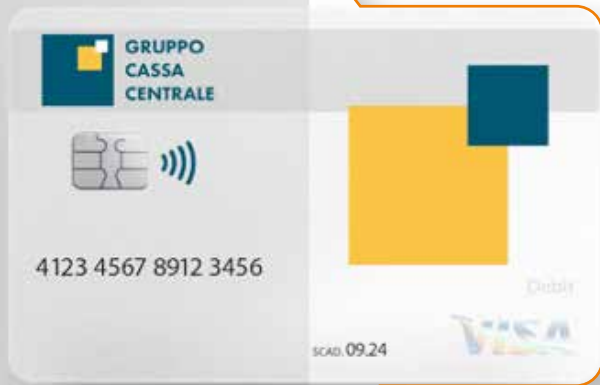 GRUPPO
CASSA
CENTRALE
4123 4567 8912 3456
Debit
VISA
SCAD. 09.24